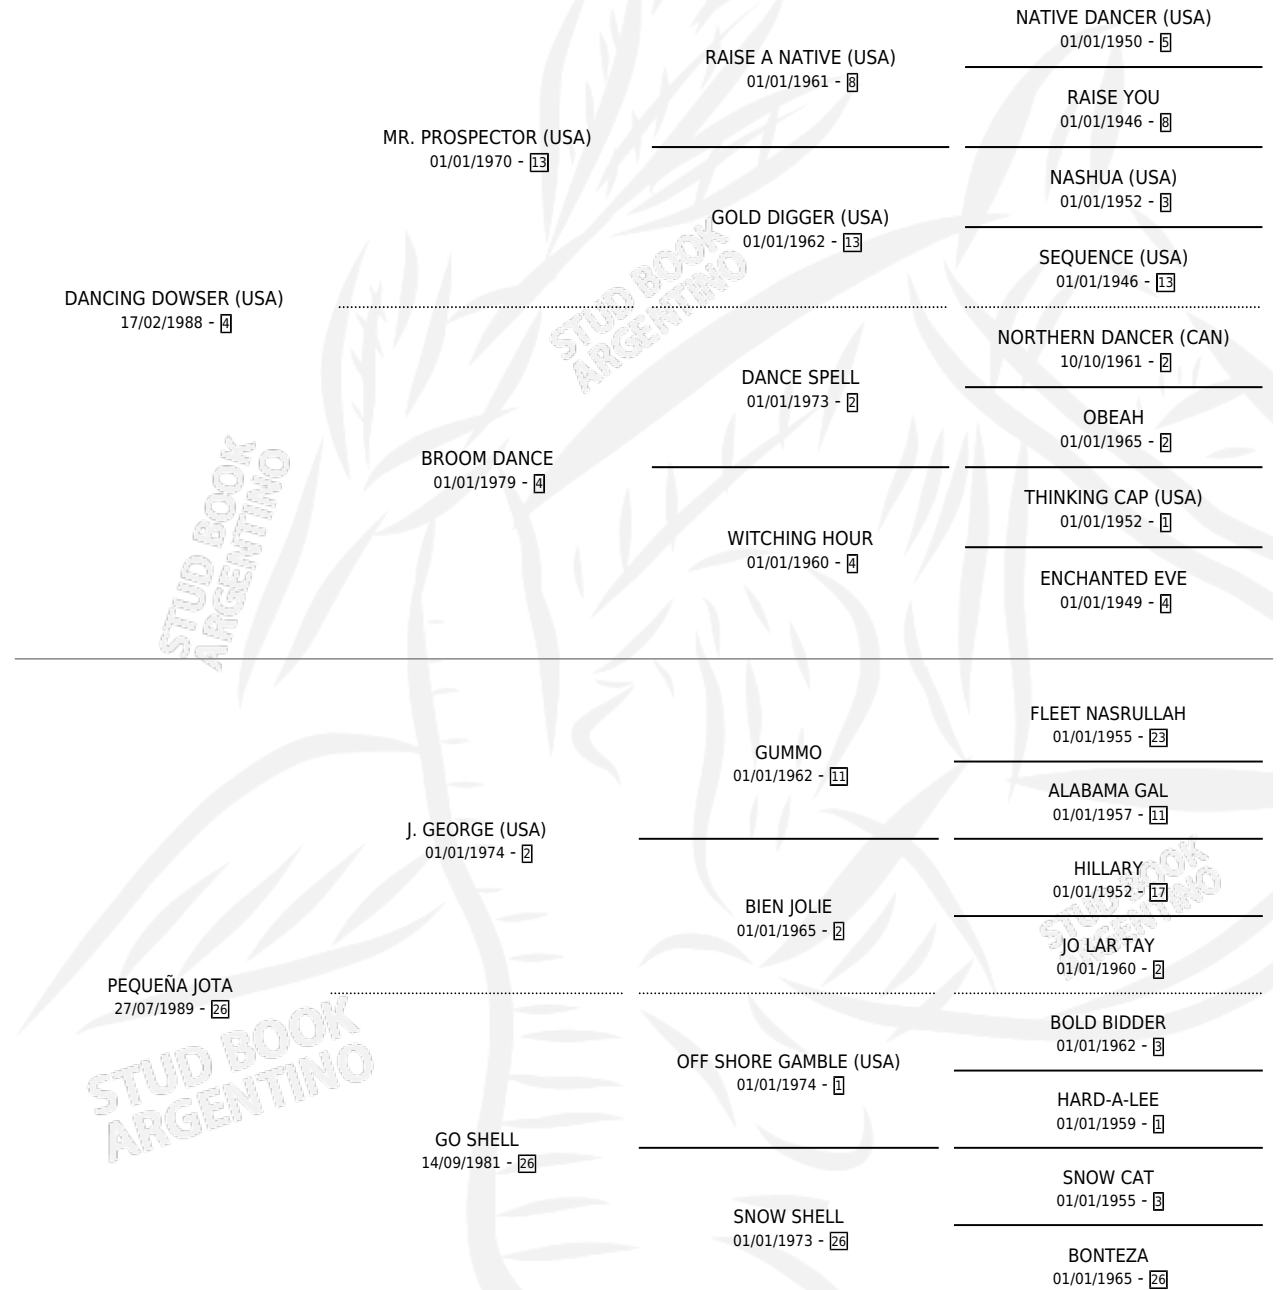 NATIVE DANCER (USA)
01/01/1950 - 5
RAISE A NATIVE (USA)
01/01/1961 - 8
RAISE YOU
01/01/1946 - 8
MR. PROSPECTOR (USA)
01/01/1970 - 13
NASHUA (USA)
01/01/1952 - 3
GOLD DIGGER (USA)
01/01/1962 - 13
SEQUENCE (USA)
01/01/1946 - 13
DANCING DOWSER (USA)
17/02/1988 - 4
NORTHERN DANCER (CAN)
10/10/1961 - 2
DANCE SPELL
01/01/1973 - 2
OBEAH
01/01/1965 - 2
BROOM DANCE
01/01/1979 - 4
THINKING CAP (USA)
01/01/1952 - 1
WITCHING HOUR
01/01/1960 - 4
ENCHANTED EVE
01/01/1949 - 4
FLEET NASRULLAH
01/01/1955 - 23
GUMMO
01/01/1962 - 11
ALABAMA GAL
01/01/1957 - 11
J. GEORGE (USA)
01/01/1974 - 2
HILLARY
01/01/1952 - 17
BIEN JOLIE
01/01/1965 - 2
JO LAR TAY
01/01/1960 - 2
PEQUEÑA JOTA
27/07/1989 - 26
BOLD BIDDER
01/01/1962 - 3
OFF SHORE GAMBLE (USA)
01/01/1974 - 1
HARD-A-LEE
01/01/1959 - 1
GO SHELL
14/09/1981 - 26
SNOW CAT
01/01/1955 - 3
SNOW SHELL
01/01/1973 - 26
BONTEZA
01/01/1965 - 26
STUD BOOK
ARGENTINO
STUD BOOK
ARGENTINO
STUD BOOK
ARGENTINO
STUD BOOK
ARGENTINO